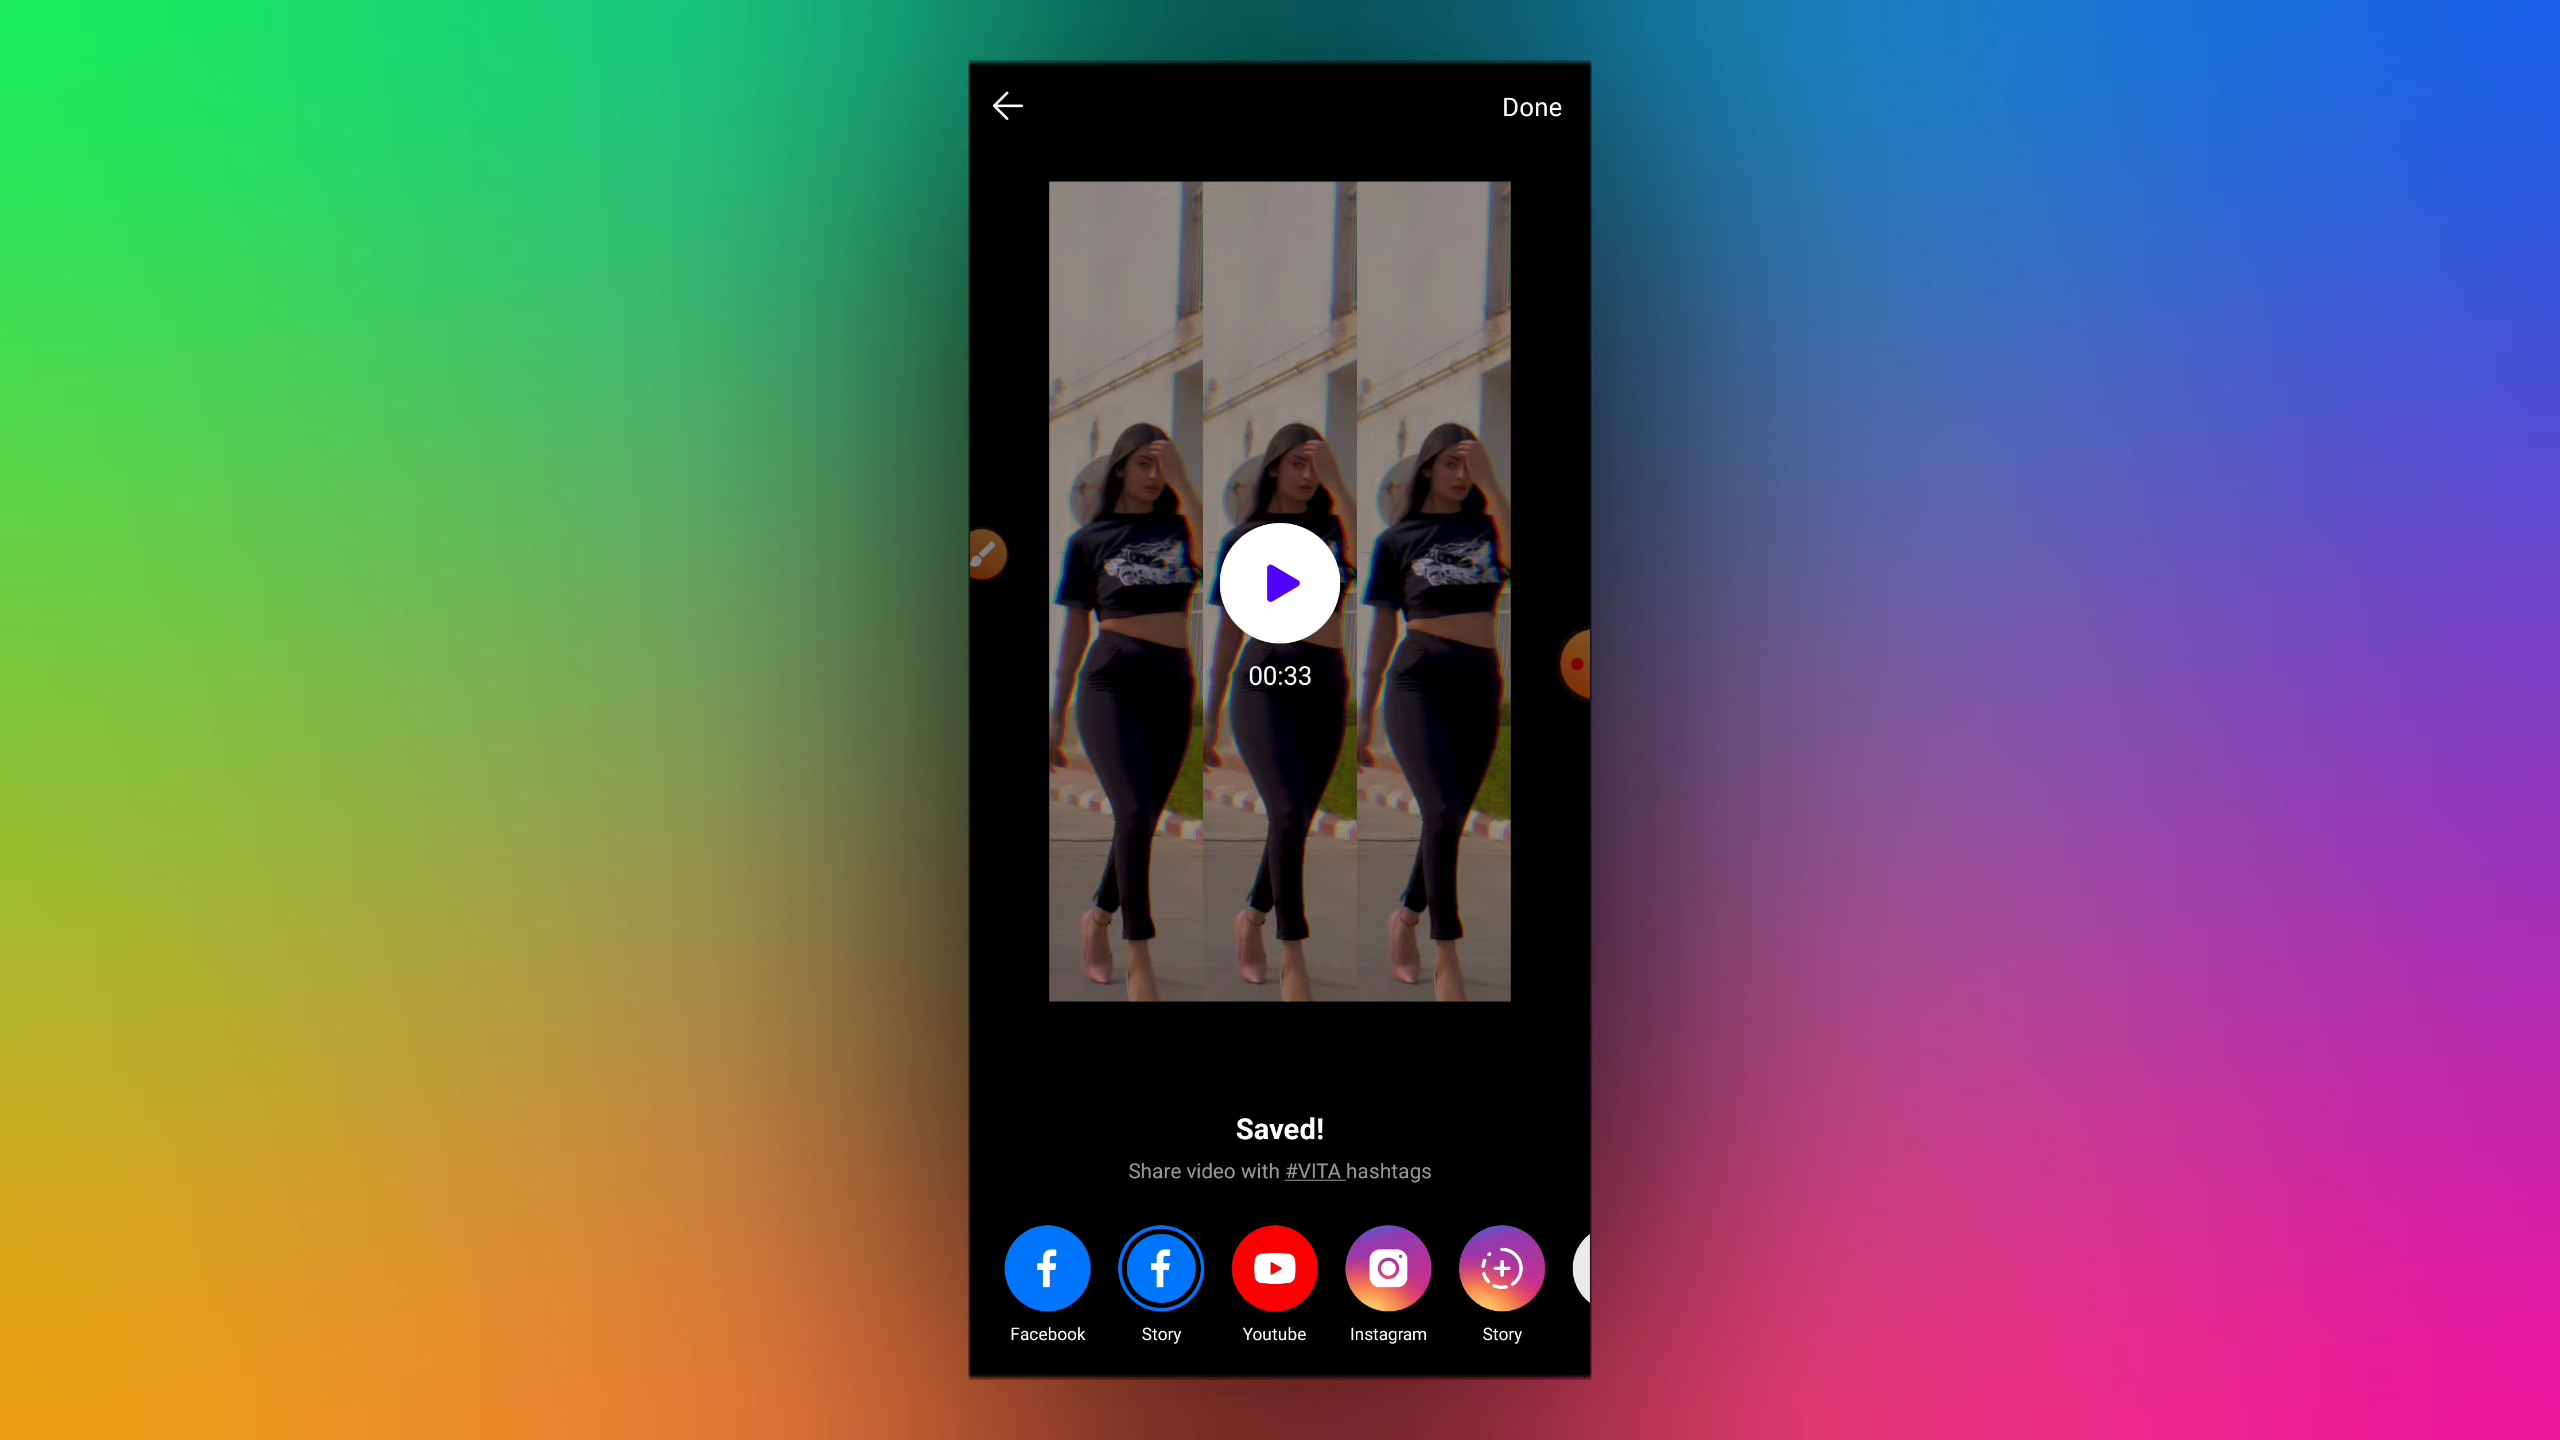 Done
00:33
Saved!
Share video with #VITA hashtags
Facebook
Story
Youtube
Instagram
Story